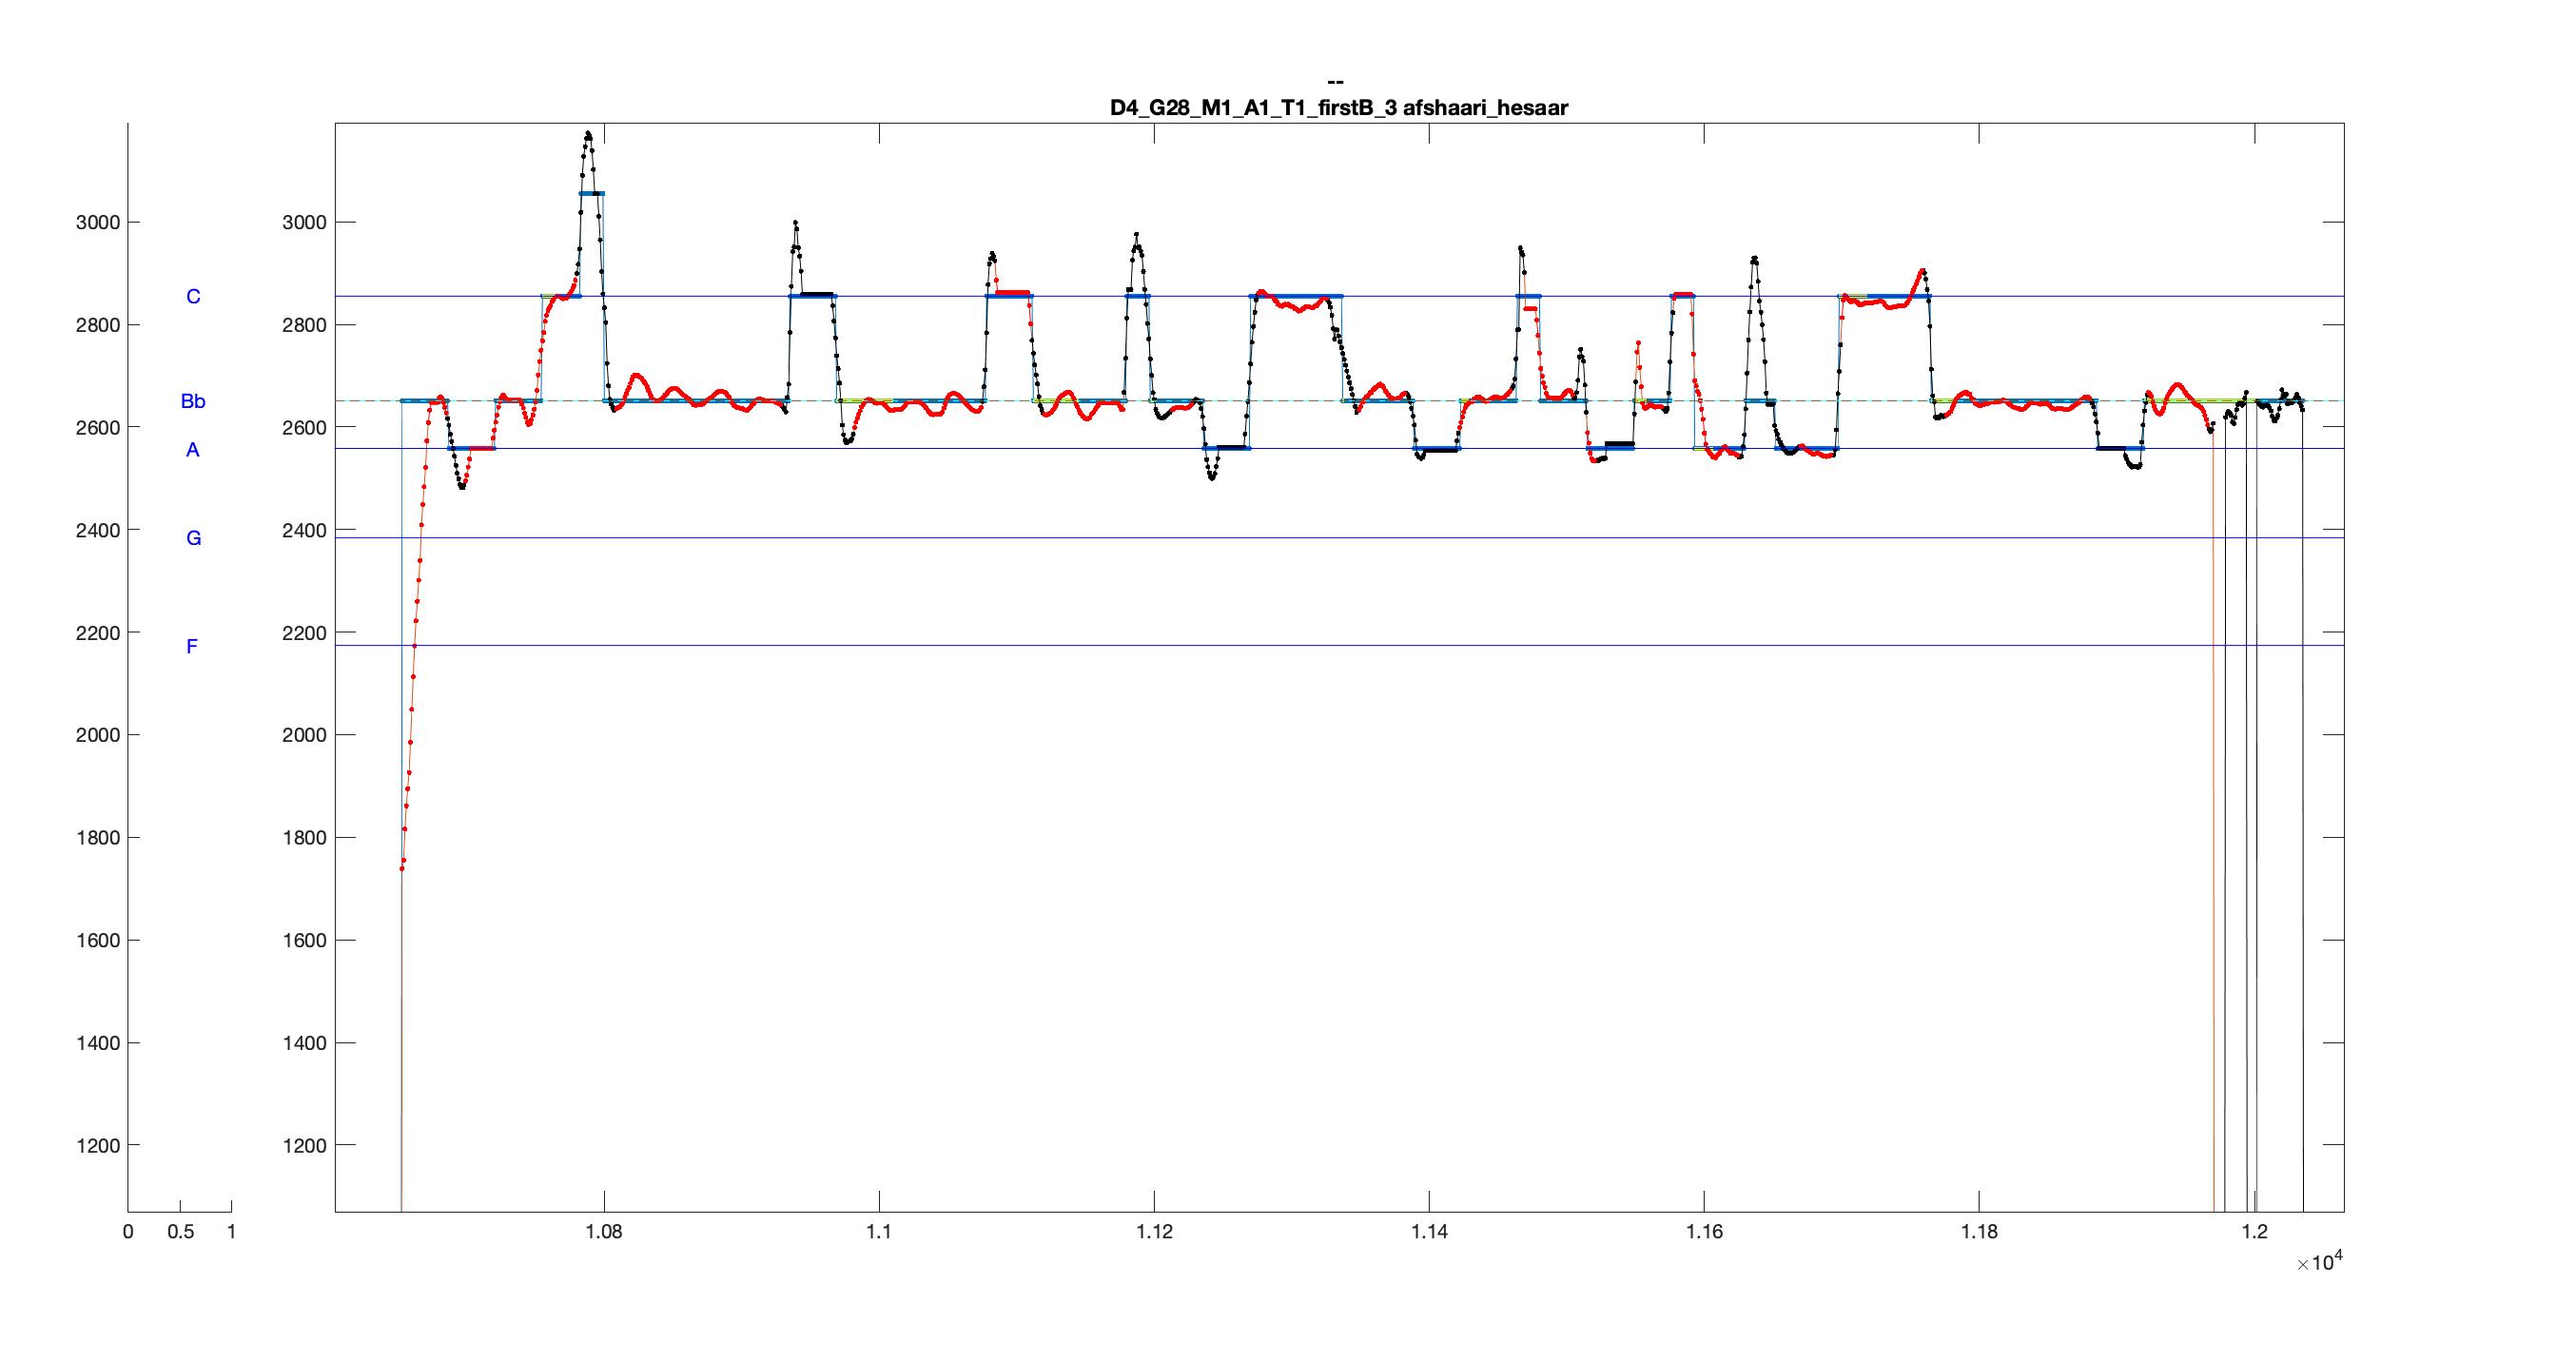 --
D4_G28_M1_A1_T1_firstB_3 afshaari_hesaar
3000 3000
C
2800 2800
Bb
2600 2600
A
2400 2400
G
2200 2200
F
2000 2000
1800 1800
1600 1600
1400 1400
1200 1200
0 0.5 1 1.08 1.1 1.12 1.14 1.16 1.18 1.2
×10^4